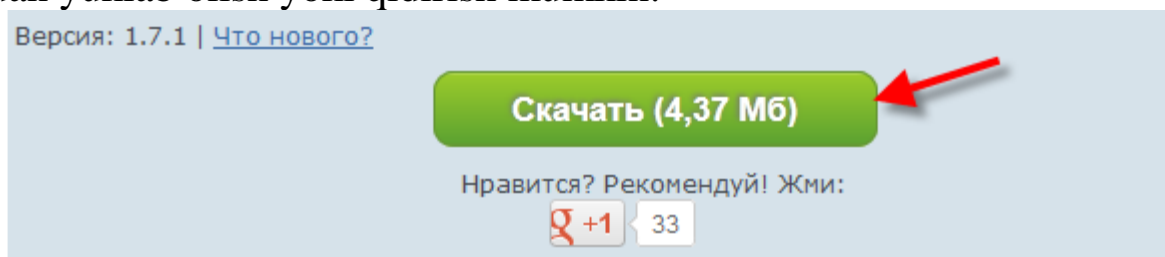 Версия: 1.7.1 | Что нового?
Скачать (4,37 Мб)
Нравится? Рекомендуй! Жми:
g +1 33